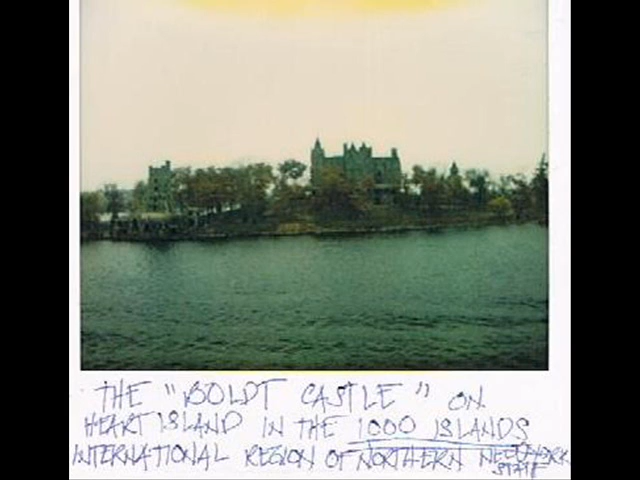 THE "BOLDT CASTLE" ON
HEART ISLAND IN THE 1000 ISLANDS
INTERNATIONAL REGION OF NORTHERN NEW YORK
STATE